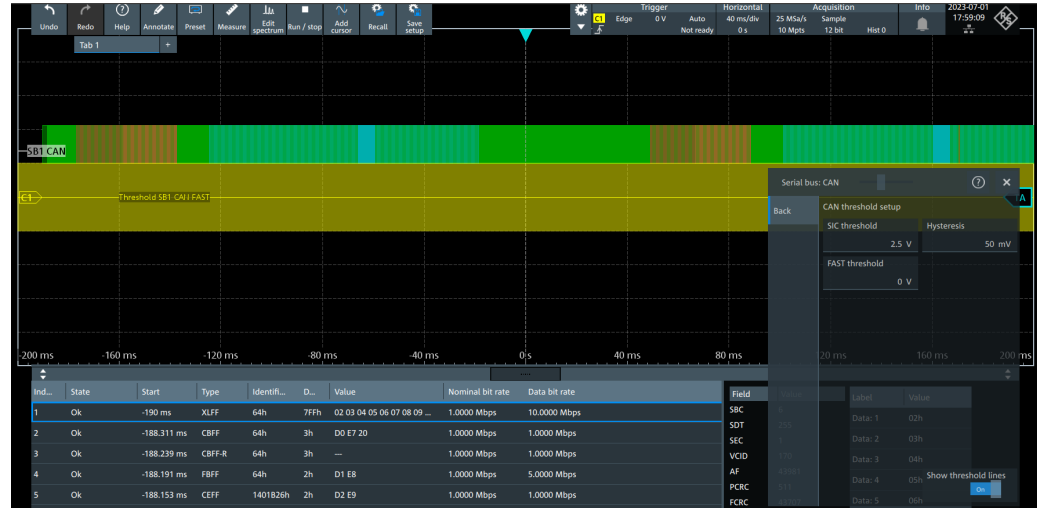 Undo Redo Help Annotate Preset Measure Edit spectrum Run / stop Add cursor Recall Save setup
Trigger Horizontal Acquisition Info 2023-07-01
C1 Edge 0 V Auto 40 ms/div 25 MSa/s Sample 17:59:09
Not ready 0 s 10 Mpts 12 bit Hist 0
R&S
Tab 1 +
SB1 CAN
C1 Threshold SB1 CAN FAST
A
Serial bus: CAN
Back
CAN threshold setup
SIC threshold Hysteresis
2.5 V 50 mV
FAST threshold
0 V
-200 ms -160 ms -120 ms -80 ms -40 ms 0 s 40 ms 80 ms 120 ms 160 ms 200 ms
Ind... State Start Type Identifi... D... Value Nominal bit rate Data bit rate
1 Ok -190 ms XLFF 64h 7FFh 02 03 04 05 06 07 08 09 ... 1.0000 Mbps 10.0000 Mbps
2 Ok -188.311 ms CBFF 64h 3h D0 E7 20 1.0000 Mbps 1.0000 Mbps
3 Ok -188.239 ms CBFF-R 64h 3h --- 1.0000 Mbps 1.0000 Mbps
4 Ok -188.191 ms FBFF 64h 2h D1 E8 1.0000 Mbps 5.0000 Mbps
5 Ok -188.153 ms CEFF 1401B26h 2h D2 E9 1.0000 Mbps 1.0000 Mbps
Field Value
SBC
SDT 255
SEC
VCID
AF
PCRC
FCRC
Label Value
Data: 1 02h
Data: 2 03h
Data: 3 04h
Data: 4 05h
Data: 5 06h
Show threshold lines
On